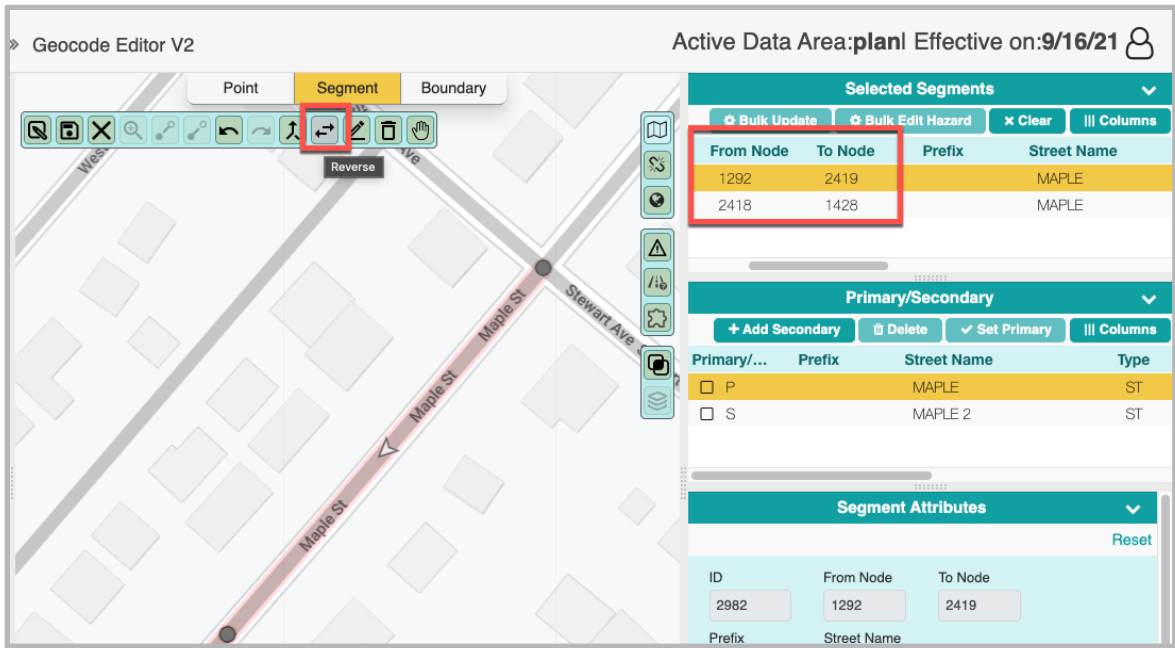 » Geocode Editor V2
Active Data Area:planI Effective on:9/16/21
Point Segment Boundary
Reverse
West
Ave
Stewart Ave S
Maple St
Maple St
Maple St
Selected Segments
Bulk Update Bulk Edit Hazard × Clear Columns
From Node To Node Prefix Street Name
1292 2419 MAPLE
2418 1428 MAPLE
Primary/Secondary
+ Add Secondary Delete Set Primary Columns
Primary/... Prefix Street Name Type
P MAPLE ST
S MAPLE 2 ST
Segment Attributes
Reset
ID From Node To Node
2982 1292 2419
Prefix Street Name